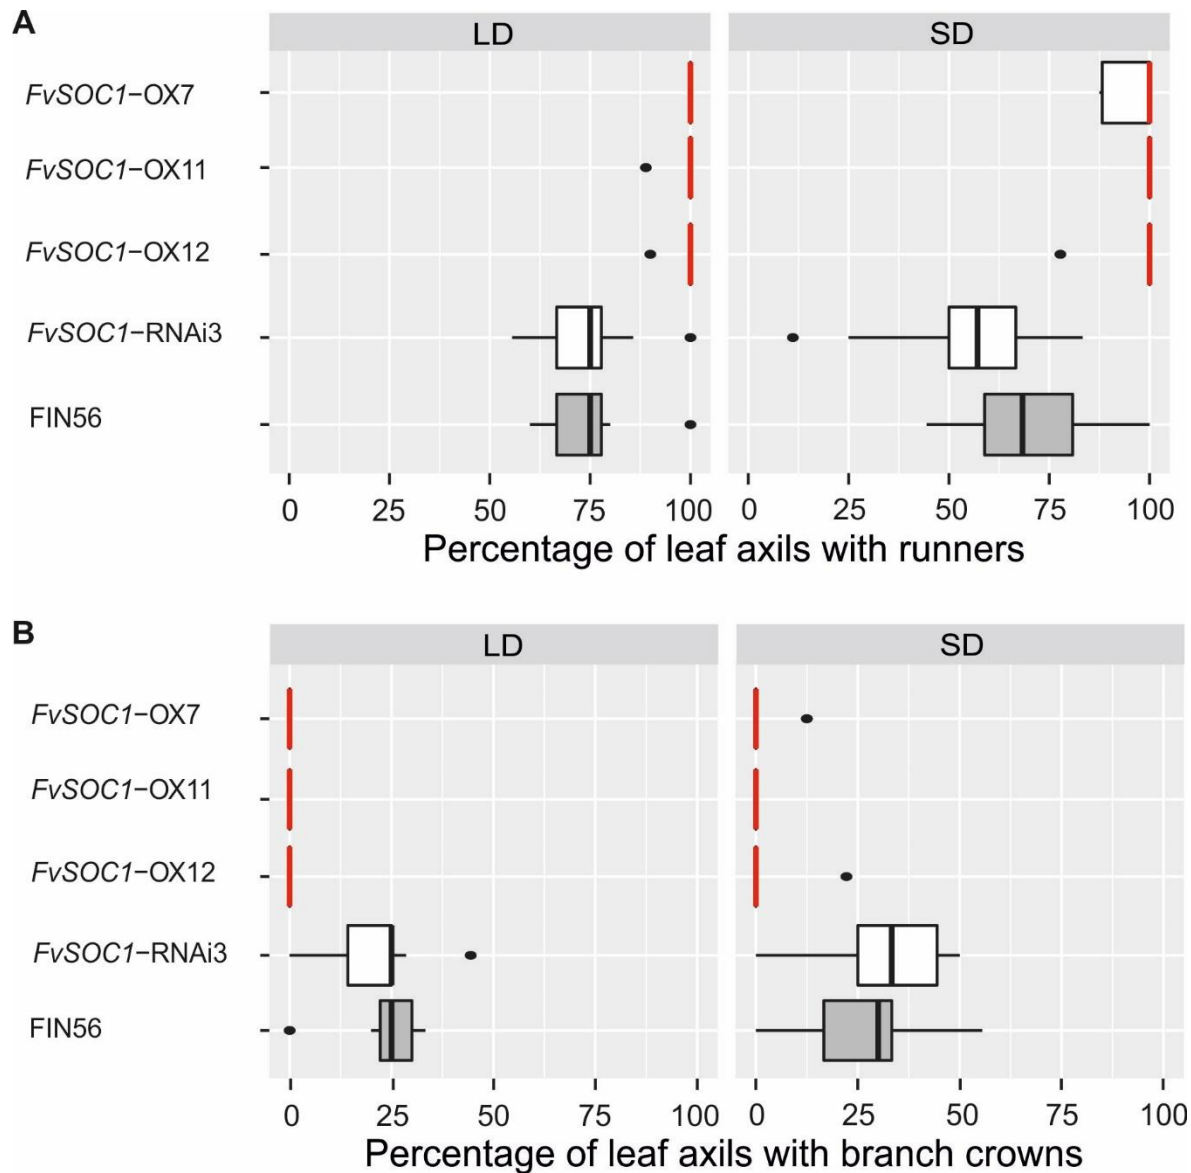 A
LD SD
FvSOC1−OX7
FvSOC1−OX11
FvSOC1−OX12
FvSOC1−RNAi3
FIN56
0 25 50 75 100 0 25 50 75 100
Percentage of leaf axils with runners
B
LD SD
FvSOC1−OX7
FvSOC1−OX11
FvSOC1−OX12
FvSOC1−RNAi3
FIN56
0 25 50 75 100 0 25 50 75 100
Percentage of leaf axils with branch crowns